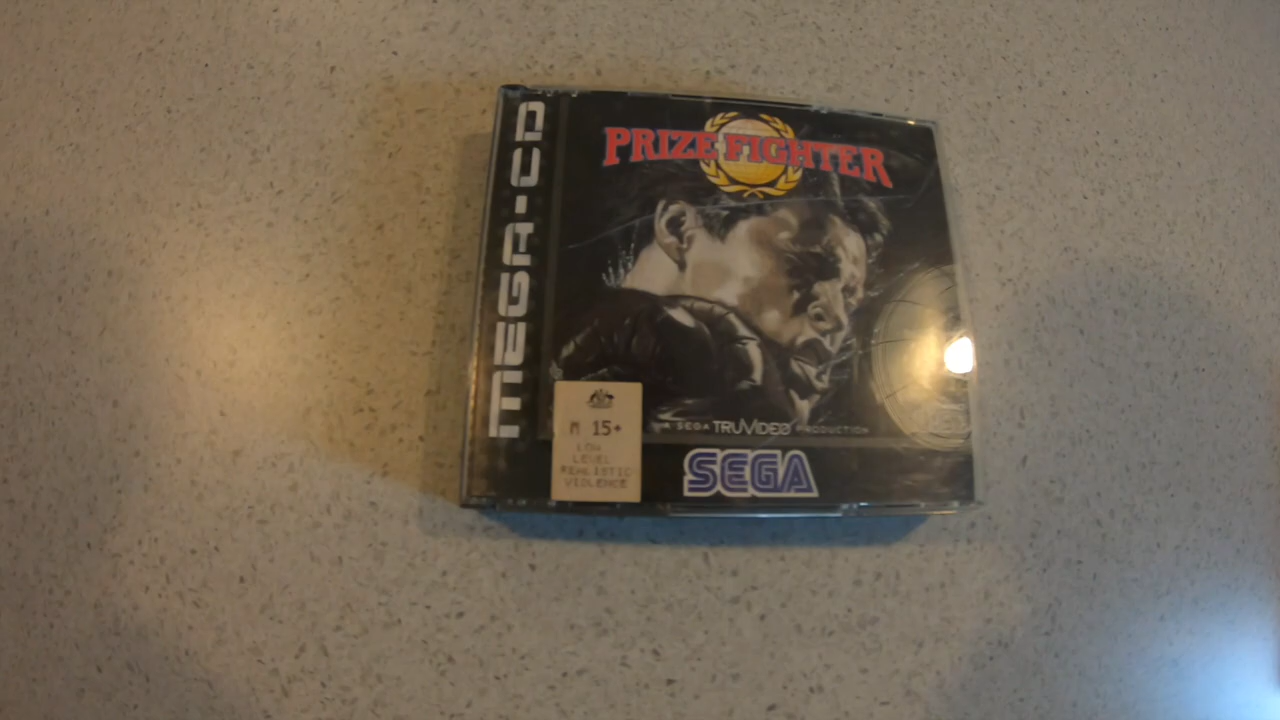 MEGA-CD
PRIZE FIGHTER
A SEGA TRUVIDEO PRODUCTION
M 15+
LOW
LEVEL
REALISTIC
VIOLENCE
SEGA